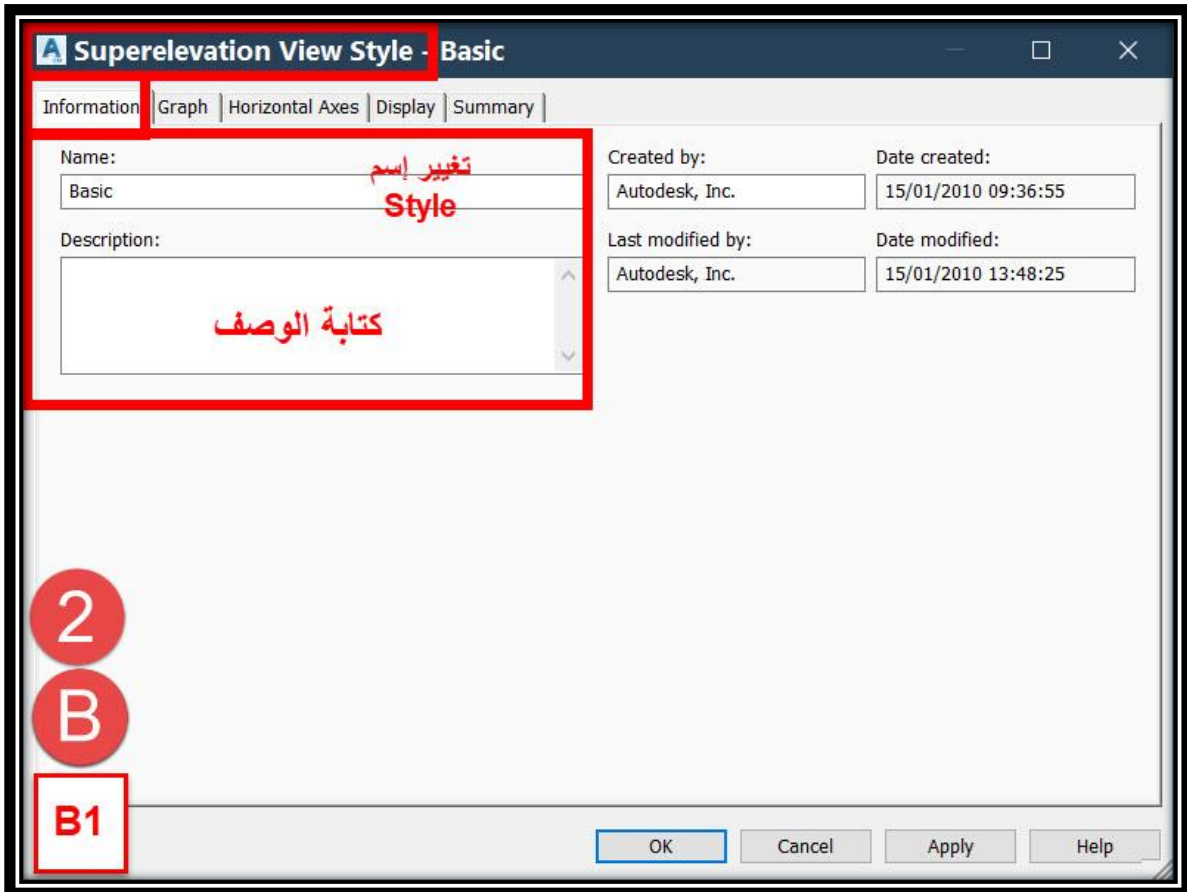 Superelevation View Style - Basic
Information Graph Horizontal Axes Display Summary
Name:
Basic
تغيير إسم
Style
Description:
كتابة الوصف
Created by:
Date created:
Autodesk, Inc.
15/01/2010 09:36:55
Last modified by:
Date modified:
Autodesk, Inc.
15/01/2010 13:48:25
2
B
B1
OK Cancel Apply Help